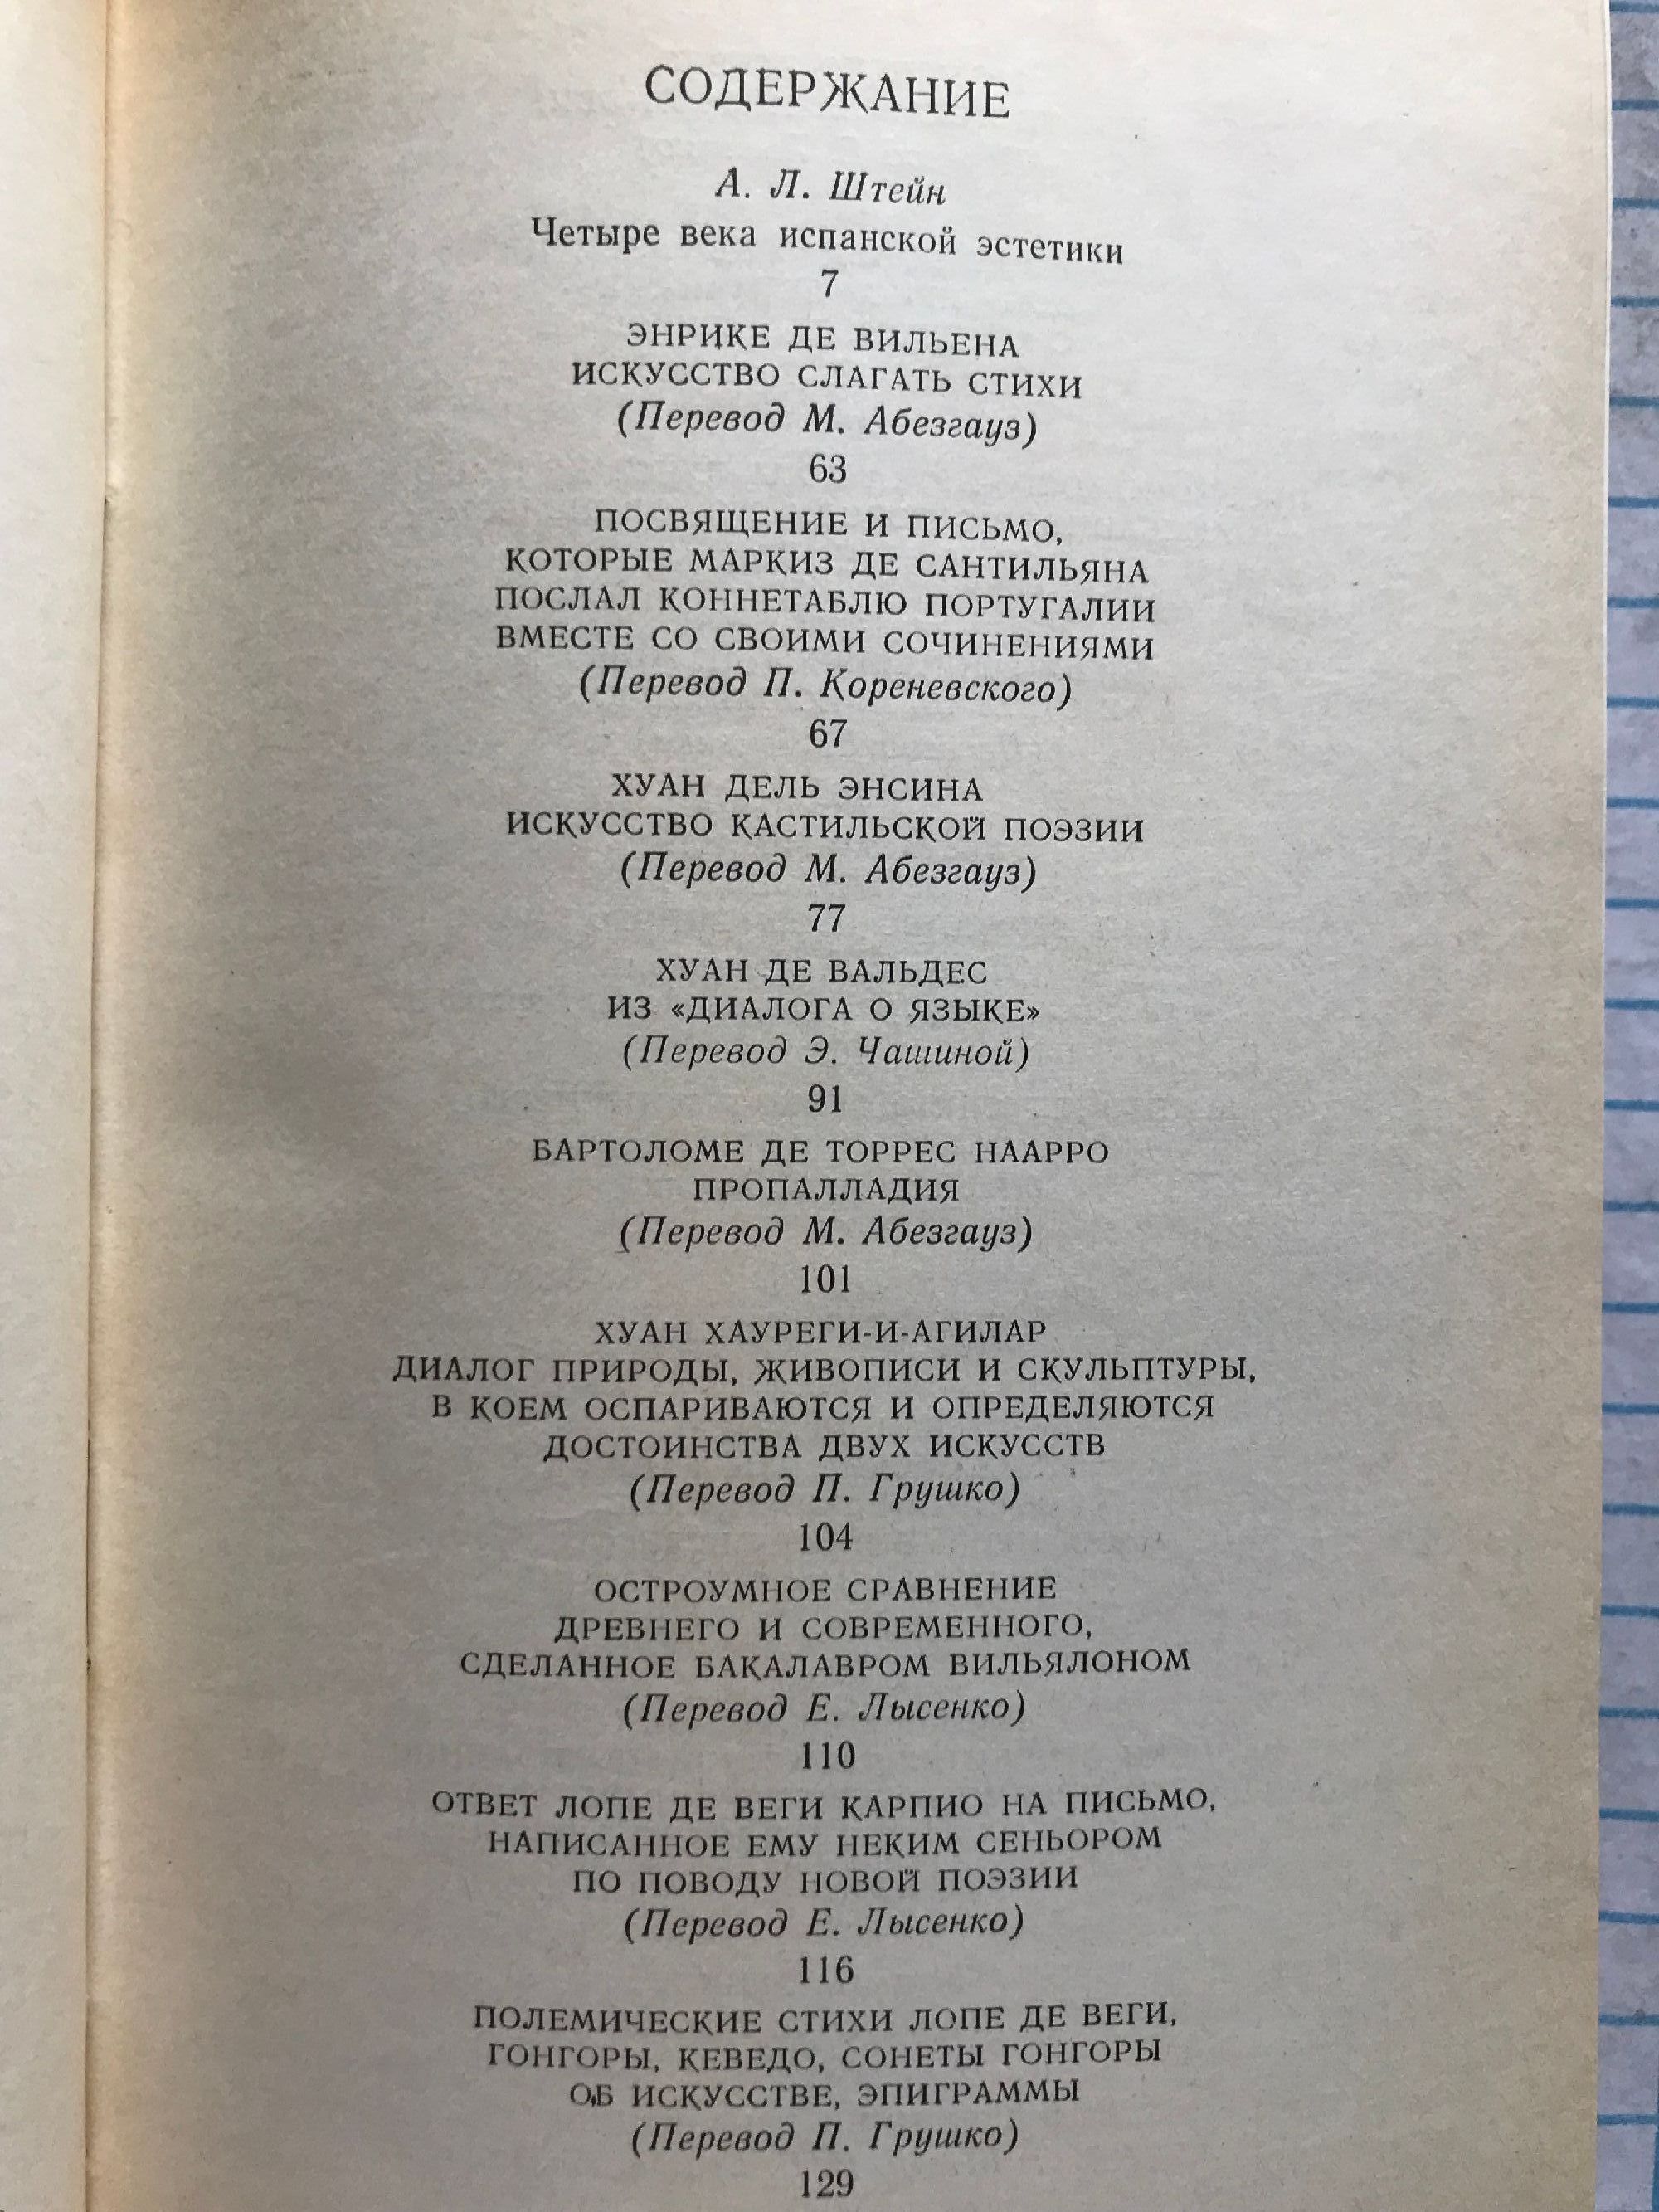 СОДЕРЖАНИЕ
А. Л. Штейн
Четыре века испанской эстетики
7
ЭНРИКЕ ДЕ ВИЛЬЕНА
ИСКУССТВО СЛАГАТЬ СТИХИ
(Перевод М. Абезгауз)
63
ПОСВЯЩЕНИЕ И ПИСЬМО,
КОТОРЫЕ МАРКИЗ ДЕ САНТИЛЬЯНА
ПОСЛАЛ КОННЕТАБЛЮ ПОРТУГАЛИИ
ВМЕСТЕ СО СВОИМИ СОЧИНЕНИЯМИ
(Перевод П. Кореневского)
67
ХУАН ДЕЛЬ ЭНСИНА
ИСКУССТВО КАСТИЛЬСКОЙ ПОЭЗИИ
(Перевод М. Абезгауз)
77
ХУАН ДЕ ВАЛЬДЕС
ИЗ «ДИАЛОГА О ЯЗЫКЕ»
(Перевод Э. Чашиной)
91
БАРТОЛОМЕ ДЕ ТОРРЕС НААРРО
ПРОПАЛЛАДИЯ
(Перевод М. Абезгауз)
101
ХУАН ХАУРЕГИ-И-АГИЛАР
ДИАЛОГ ПРИРОДЫ, ЖИВОПИСИ И СКУЛЬПТУРЫ,
В КОЕМ ОСПАРИВАЮТСЯ И ОПРЕДЕЛЯЮТСЯ
ДОСТОИНСТВА ДВУХ ИСКУССТВ
(Перевод П. Грушко)
104
ОСТРОУМНОЕ СРАВНЕНИЕ
ДРЕВНЕГО И СОВРЕМЕННОГО,
СДЕЛАННОЕ БАКАЛАВРОМ ВИЛЬЯЛОНОМ
(Перевод Е. Лысенко)
110
ОТВЕТ ЛОПЕ ДЕ ВЕГИ КАРПИО НА ПИСЬМО,
НАПИСАННОЕ ЕМУ НЕКИМ СЕНЬОРОМ
ПО ПОВОДУ НОВОЙ ПОЭЗИИ
(Перевод Е. Лысенко)
116
ПОЛЕМИЧЕСКИЕ СТИХИ ЛОПЕ ДЕ ВЕГИ,
ГОНГОРЫ, КЕВЕДО, СОНЕТЫ ГОНГОРЫ
ОБ ИСКУССТВЕ, ЭПИГРАММЫ
(Перевод П. Грушко)
129